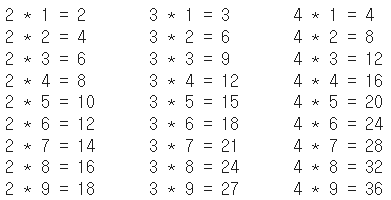 2 * 1 = 2 3 * 1 = 3 4 * 1 = 4
2 * 2 = 4 3 * 2 = 6 4 * 2 = 8
2 * 3 = 6 3 * 3 = 9 4 * 3 = 12
2 * 4 = 8 3 * 4 = 12 4 * 4 = 16
2 * 5 = 10 3 * 5 = 15 4 * 5 = 20
2 * 6 = 12 3 * 6 = 18 4 * 6 = 24
2 * 7 = 14 3 * 7 = 21 4 * 7 = 28
2 * 8 = 16 3 * 8 = 24 4 * 8 = 32
2 * 9 = 18 3 * 9 = 27 4 * 9 = 36